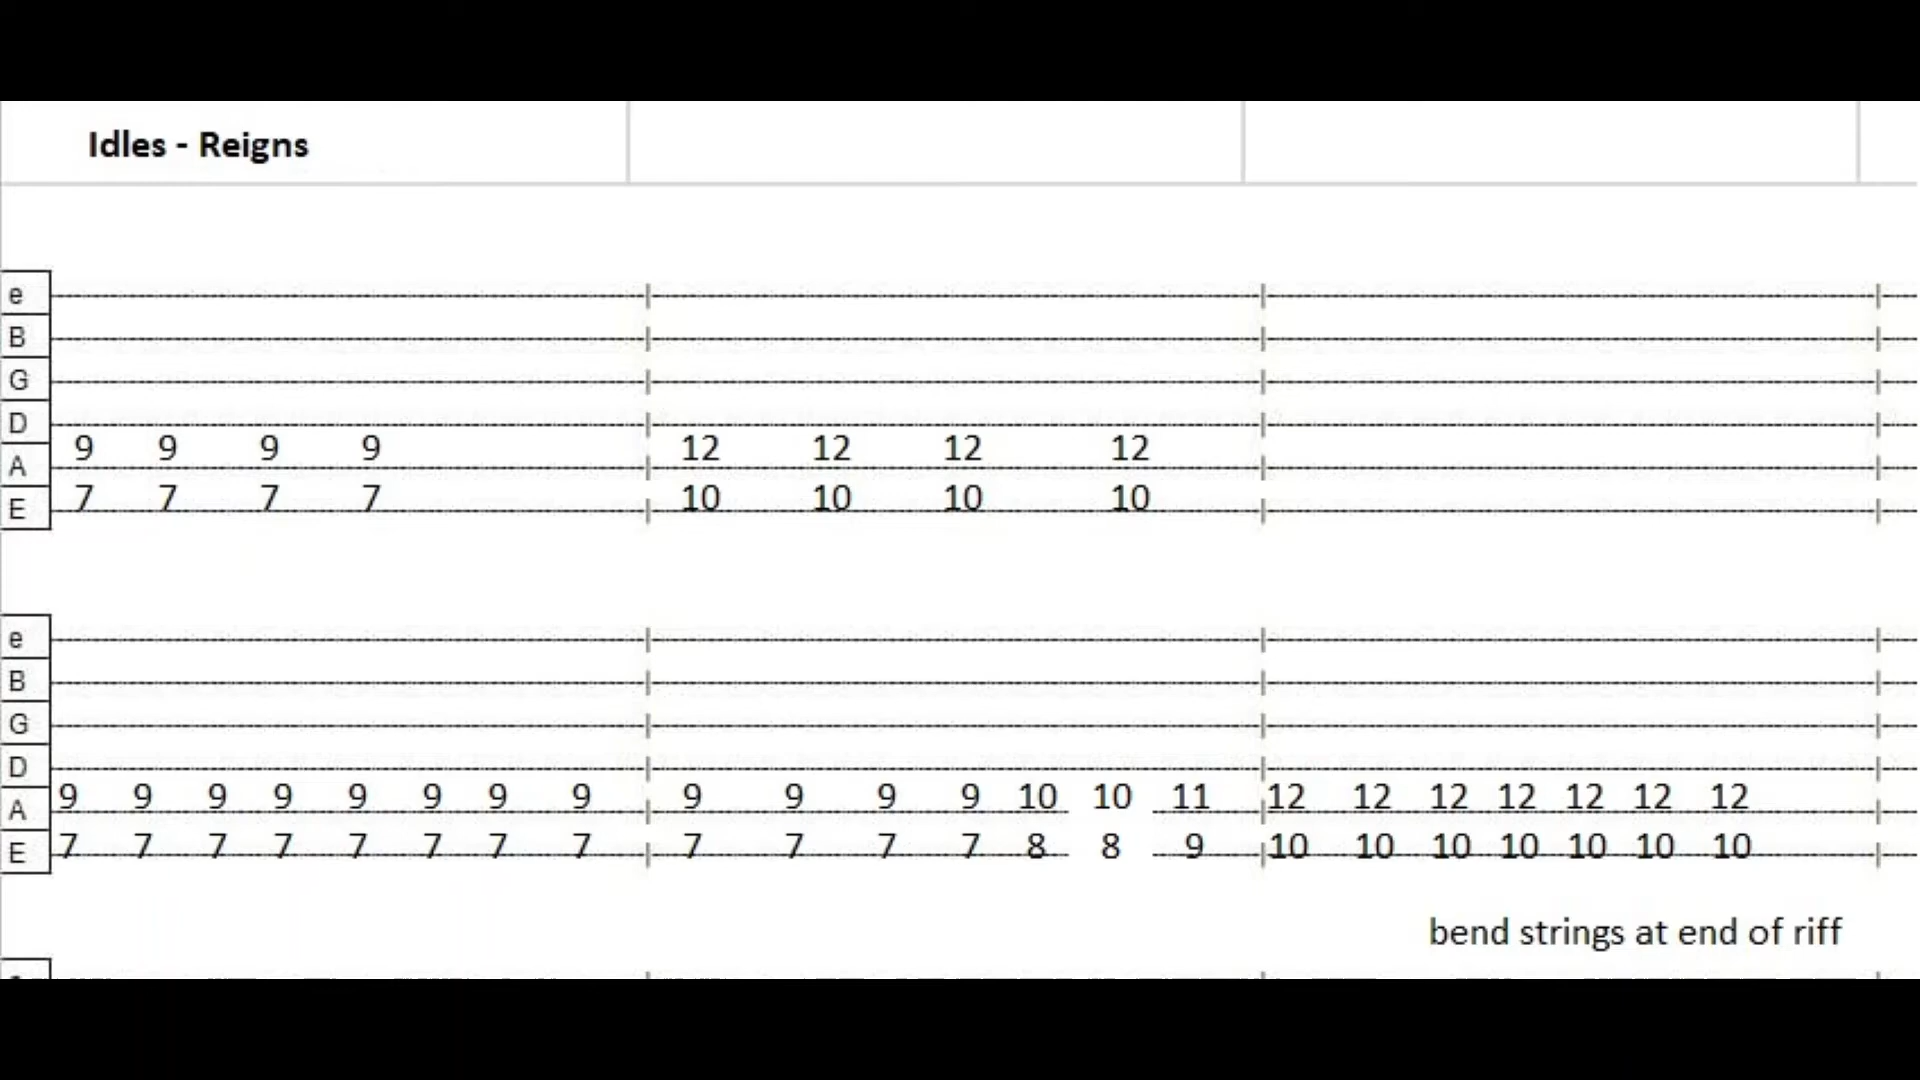 Idles - Reigns
e
B
G
D
9 9 9 9 12 12 12 12
A
7 7 7 7 10 10 10 10
E
e
B
G
D
9 9 9 9 9 9 9 9 9 9 9 9 10 10 11 12 12 12 12 12 12 12
A
7 7 7 7 7 7 7 7 7 7 7 7 8 8 9 10 10 10 10 10 10 10
E
bend strings at end of riff